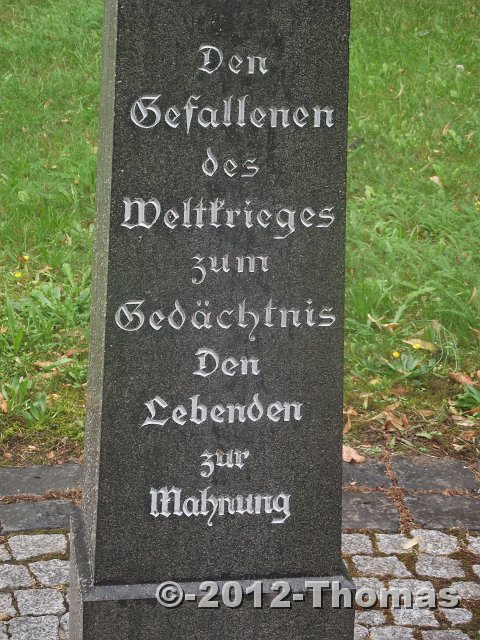 Den
Gefallenen
des
Weltkrieges
zum
Gedächtnis
Den
Lebenden
zur
Mahnung
©-2012-Thomas